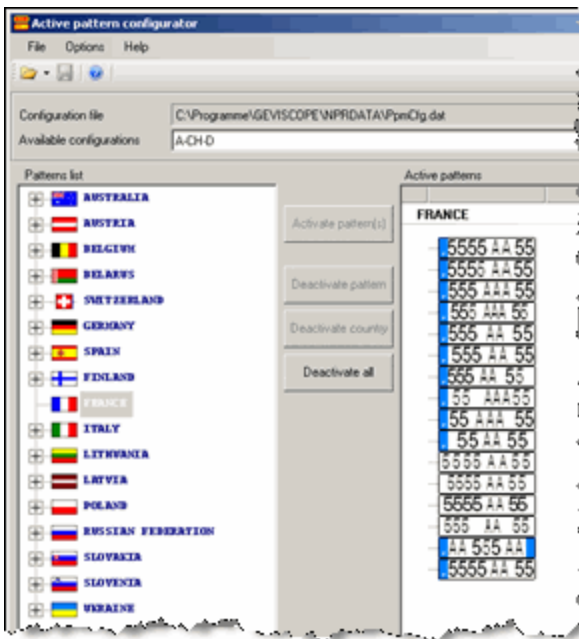 Active pattern configurator
File Options Help
Configuration file C:\Programme\GEVISCOPE\NPRDATA\PpmCfg.dat
Available configurations A-CH-D
Patterns list
AUSTRALIA
AUSTRIA
BELGIUM
BELARUS
SWITZERLAND
GERMANY
SPAIN
FINLAND
FRANCE
ITALY
LITHUANIA
LATVIA
POLAND
RUSSIAN FEDERATION
SLOVAKIA
SLOVENIA
UKRAINE
Activate pattern(s)
Deactivate pattern
Deactivate country
Deactivate all
Active patterns
FRANCE
5555 AA 55
5555 AA 55
555 AAA 55
555 AAA 55
555 AA 55
555 AA 55
555 AA 55
55 AAA55
55 AAA 55
55 AA 55
5555 AA55
5555 AA 55
5555 AA 55
555 AA 55
AA 555 AA
5555 AA 55